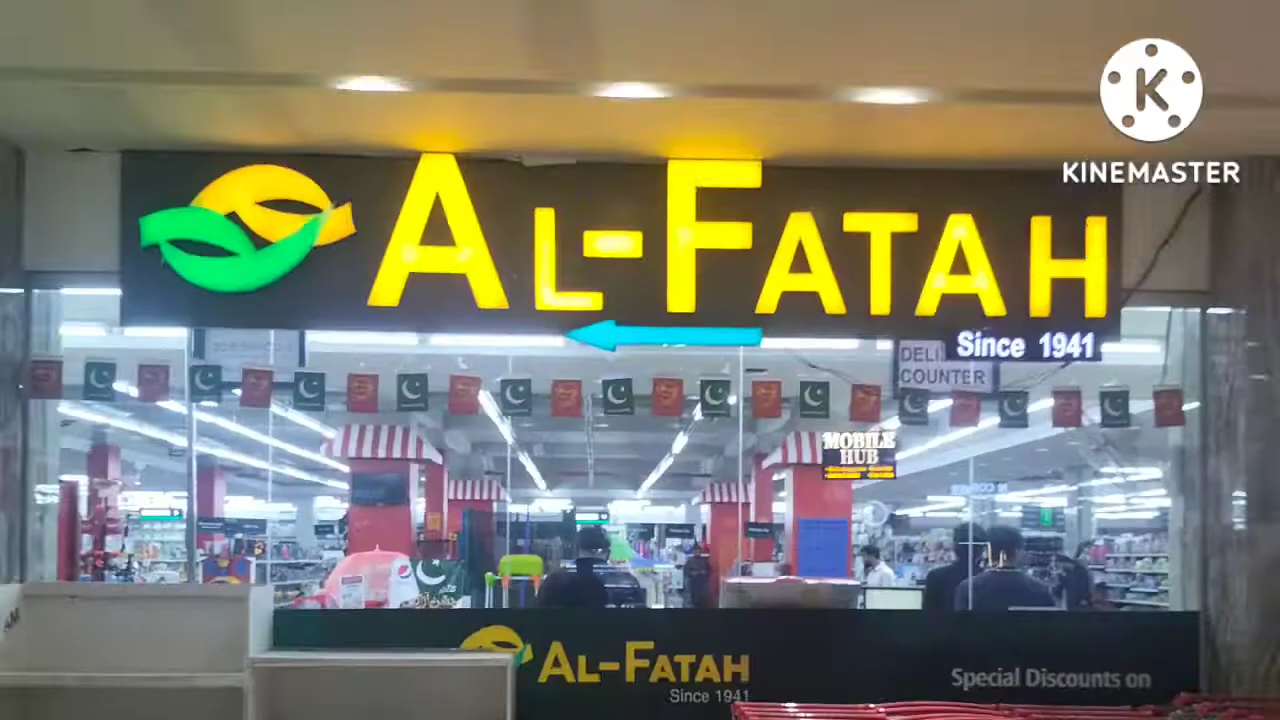 K
KINEMASTER
AL-FATAH
Since 1941
DELI
COUNTER
MOBILE
HUB
AL-FATAH
Since 1941
Special Discounts on